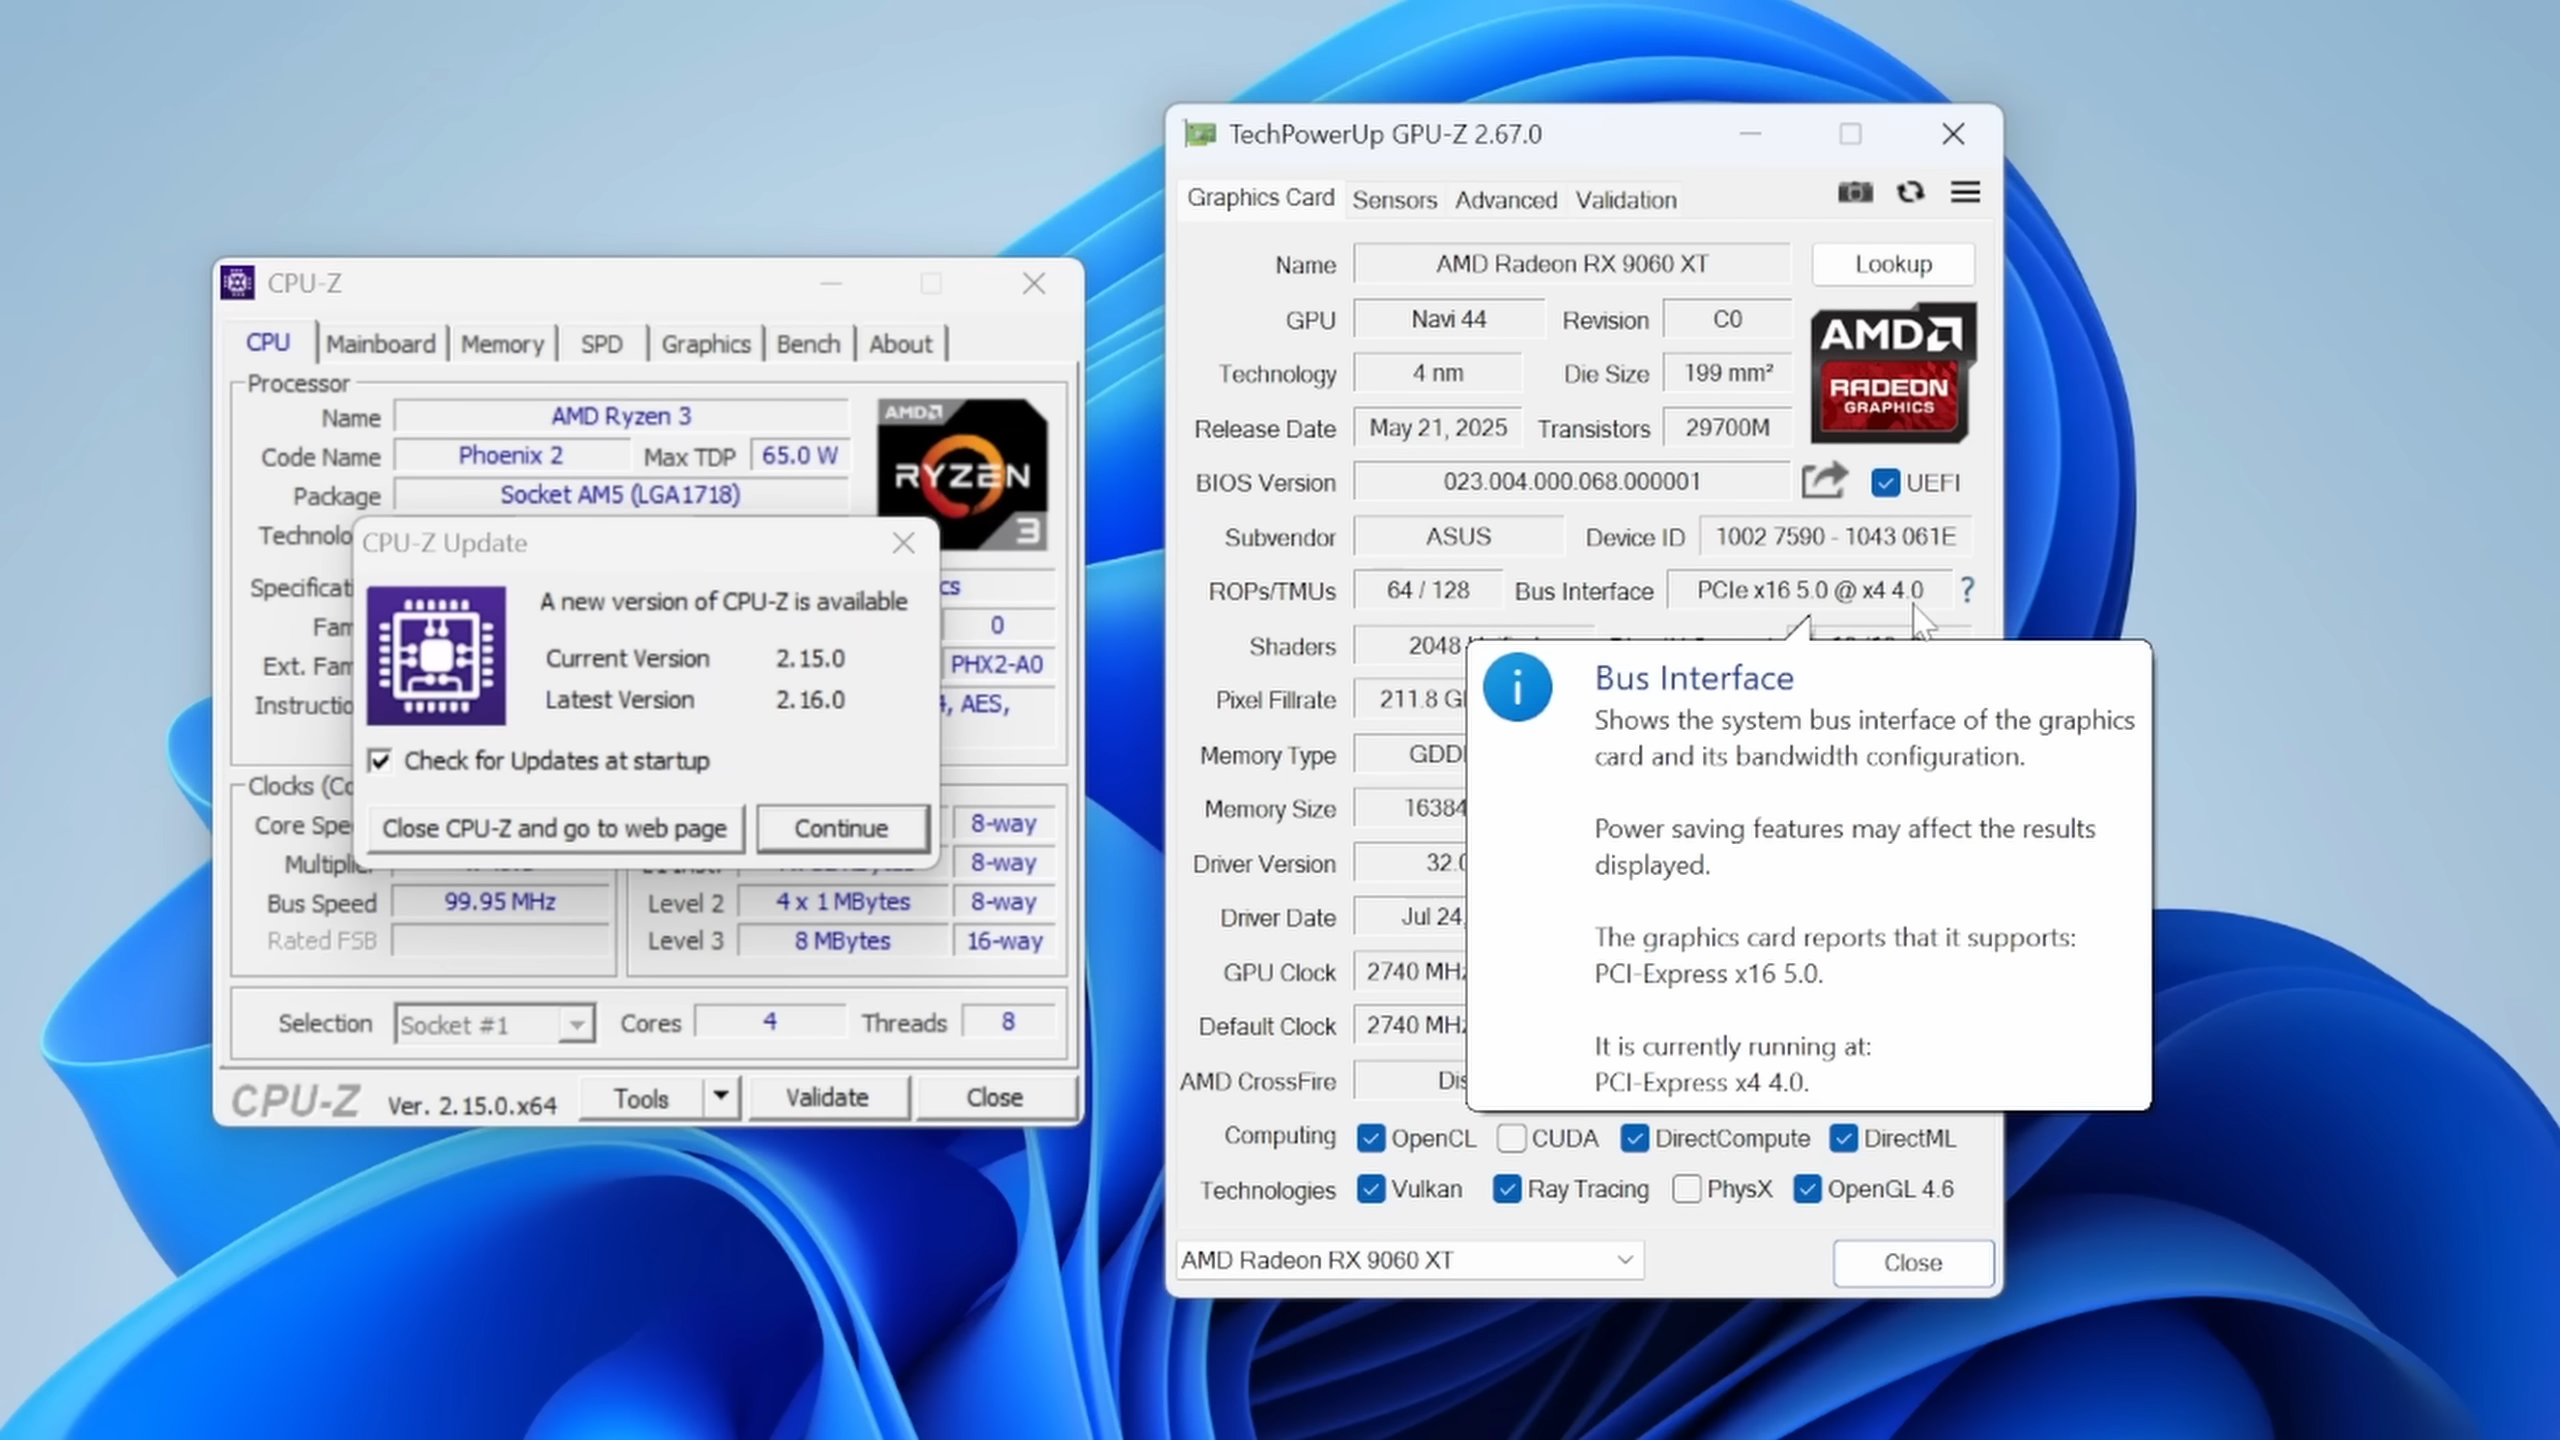 CPU-Z
CPU Mainboard Memory SPD Graphics Bench About
Processor
Name AMD Ryzen 3
Code Name Phoenix 2 Max TDP 65.0 W
Package Socket AM5 (LGA1718)
AMD
RYZEN
3
CPU-Z Update
A new version of CPU-Z is available
Current Version 2.15.0
Latest Version 2.16.0
Check for Updates at startup
Close CPU-Z and go to web page Continue
0
PHX2-A0
, AES,
8-way
8-way
Bus Speed 99.95 MHz Level 2 4 x 1 MBytes 8-way
Rated FSB Level 3 8 MBytes 16-way
Selection Socket #1 Cores 4 Threads 8
CPU-Z Ver. 2.15.0.x64 Tools Validate Close
TechPowerUp GPU-Z 2.67.0
Graphics Card Sensors Advanced Validation
Name AMD Radeon RX 9060 XT Lookup
GPU Navi 44 Revision C0
AMD
RADEON
GRAPHICS
Technology 4 nm Die Size 199 mm²
Release Date May 21, 2025 Transistors 29700M
BIOS Version 023.004.000.068.000001 UEFI
Subvendor ASUS Device ID 1002 7590 - 1043 061E
ROPs/TMUs 64 / 128 Bus Interface PCIe x16 5.0 @ x4 4.0 ?
Shaders 2048
Pixel Fillrate 211.8
Memory Type
Memory Size 16384
Driver Version 32.0
Driver Date Jul 24,
GPU Clock 2740 MHz
Default Clock 2740 MHz
AMD CrossFire
Bus Interface
Shows the system bus interface of the graphics
card and its bandwidth configuration.
Power saving features may affect the results
displayed.
The graphics card reports that it supports:
PCI-Express x16 5.0.
It is currently running at:
PCI-Express x4 4.0.
Computing OpenCL CUDA DirectCompute DirectML
Technologies Vulkan Ray Tracing PhysX OpenGL 4.6
AMD Radeon RX 9060 XT Close